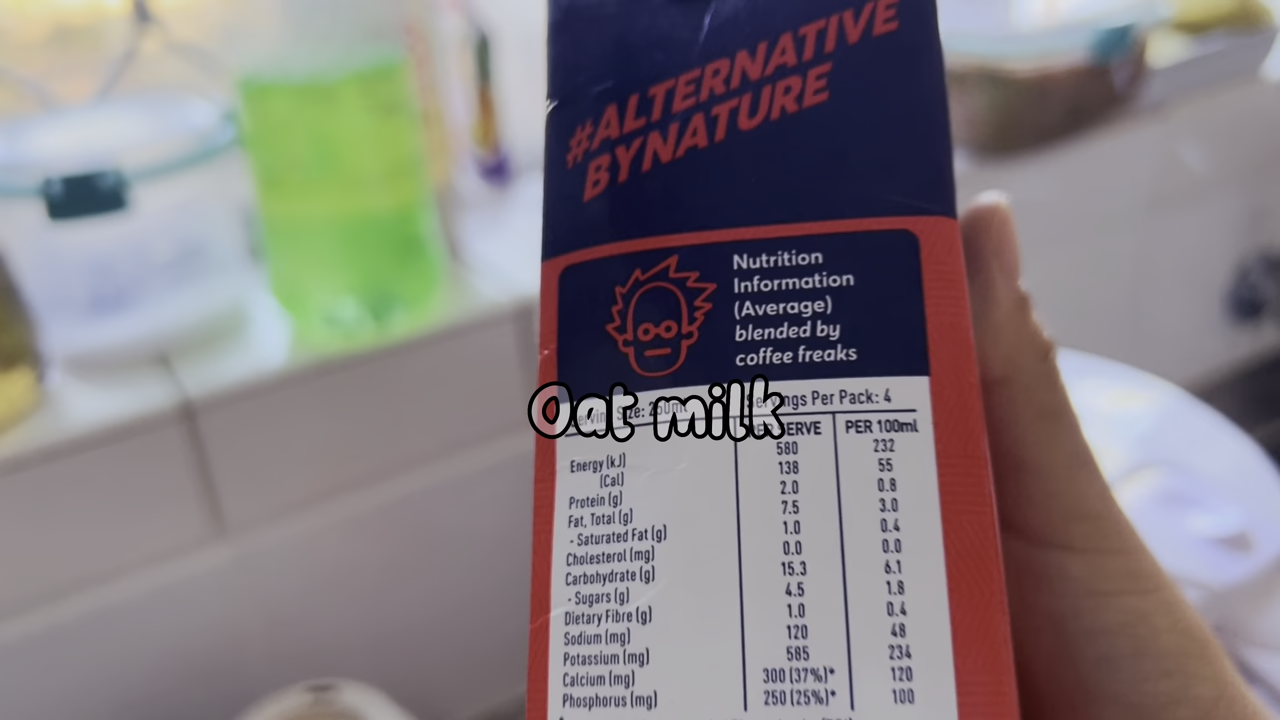 #ALTERNATIVE
BYNATURE
Nutrition
Information
(Average)
blended by
coffee freaks
Oat milk
Size: 250ml Servings Per Pack: 4
PER SERVE PER 100ml
Energy (kJ) 580 232
(Cal) 138 55
Protein (g) 2.0 0.8
Fat, Total (g) 7.5 3.0
- Saturated Fat (g) 1.0 0.4
Cholesterol (mg) 0.0 0.0
Carbohydrate (g) 15.3 6.1
- Sugars (g) 4.5 1.8
Dietary Fibre (g) 1.0 0.4
Sodium (mg) 120 48
Potassium (mg) 585 234
Calcium (mg) 300 (37%)* 120
Phosphorus (mg) 250 (25%)* 100